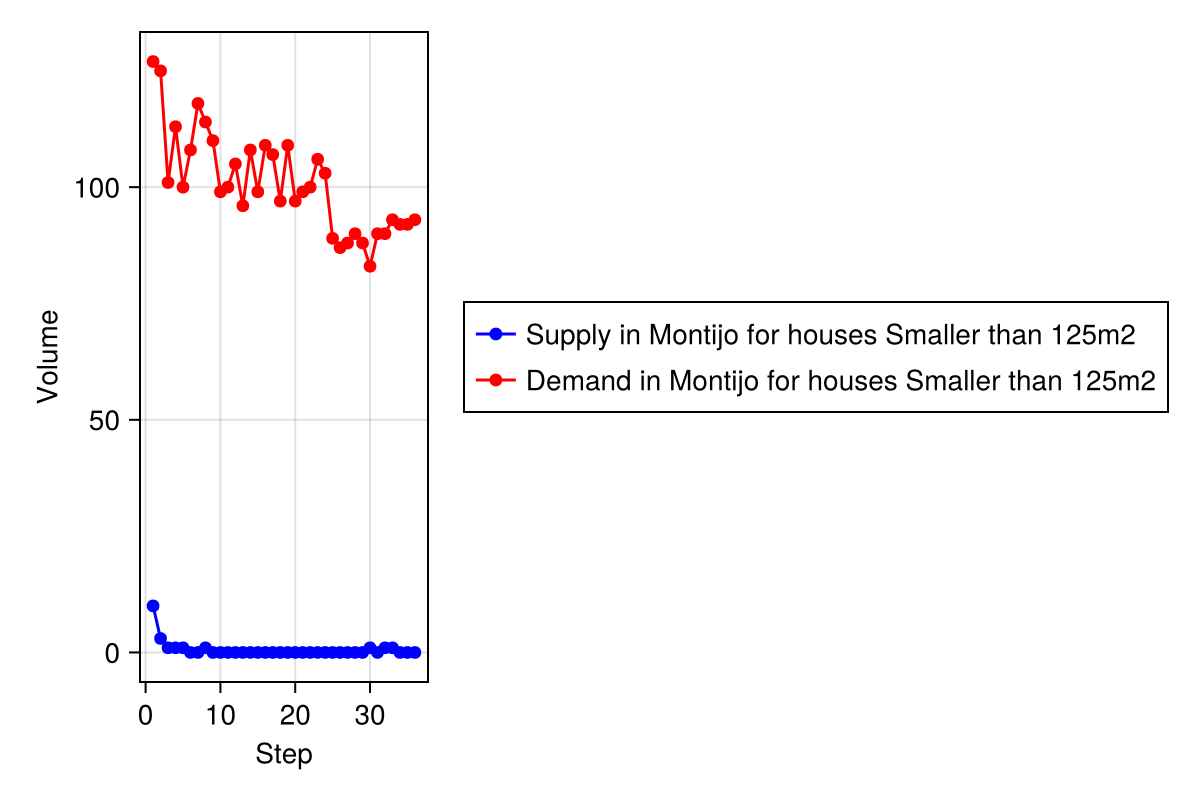 Volume
100
50
0
0 10 20 30
Step
Supply in Montijo for houses Smaller than 125m2
Demand in Montijo for houses Smaller than 125m2